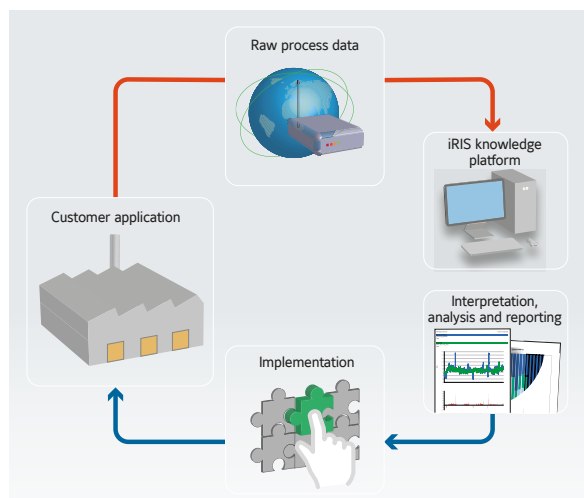 Raw process data
iRIS knowledge
platform
Customer application
Interpretation,
analysis and reporting
Implementation